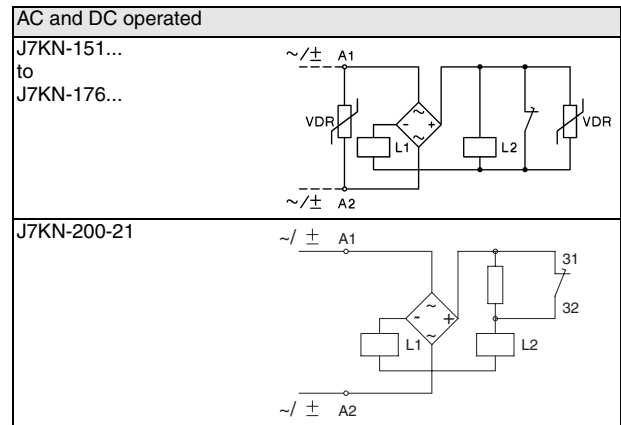 AC and DC operated
J7KN-151...
to
J7KN-176...
~/± A1
VDR
~
- +
~
L1
L2
VDR
~/± A2
J7KN-200-21
~/ ± A1
31
~
- +
32
~
L1
L2
~/ ± A2